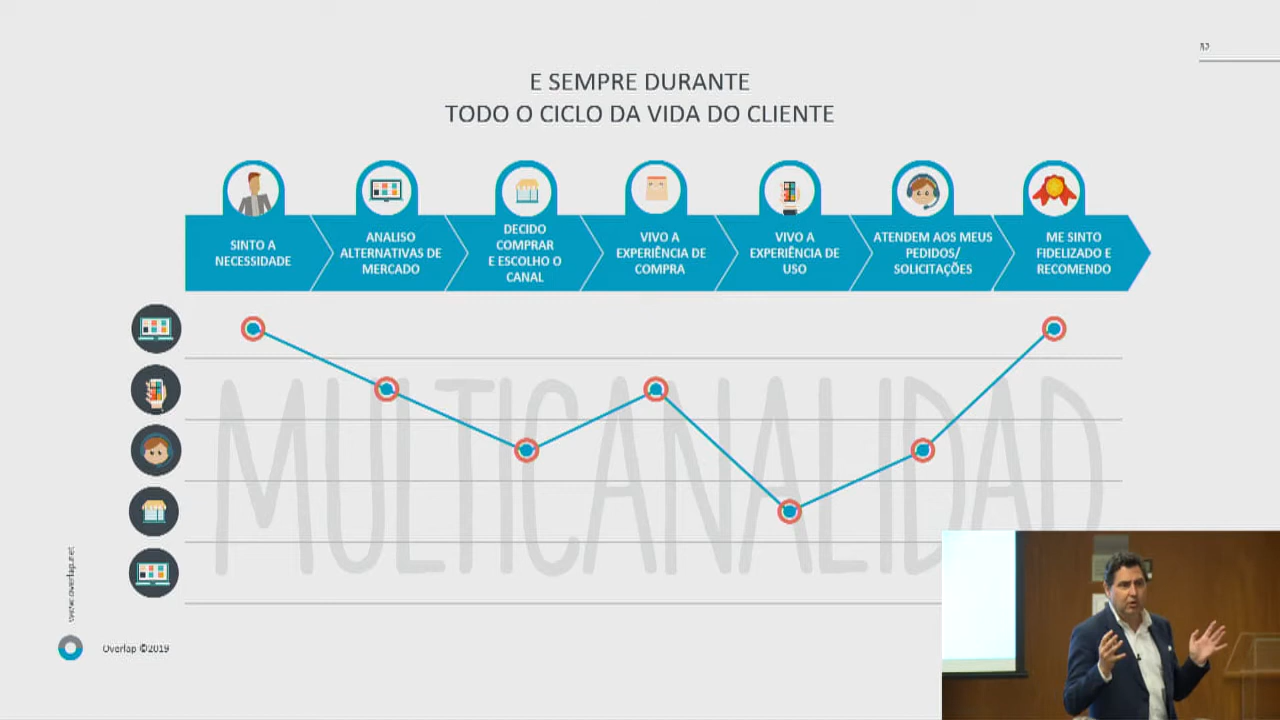 E SEMPRE DURANTE
TODO O CICLO DA VIDA DO CLIENTE
SINTO A
NECESSIDADE
ANALISO
ALTERNATIVAS DE
MERCADO
DECIDO
COMPRAR
E ESCOLHO O
CANAL
VIVO A
EXPERIÊNCIA DE
COMPRA
VIVO A
EXPERIÊNCIA DE
USO
ATENDEM AOS MEUS
PEDIDOS/
SOLICITAÇÕES
ME SINTO
FIDELIZADO E
RECOMENDO
MULTICANALIDAD
www.overlap.net
Overlap ©2019